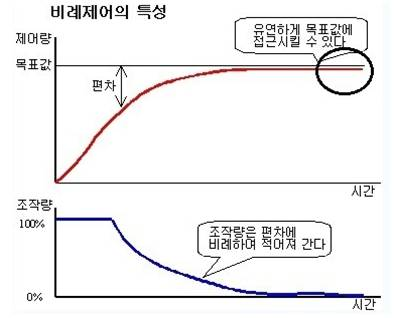 비례제어의 특성
유연하게 목표값에
접근시킬 수 있다
제어량
목표값
편차
시간
조작량
100%
조작량은 편차에
비례하여 적어져 간다
0%
시간